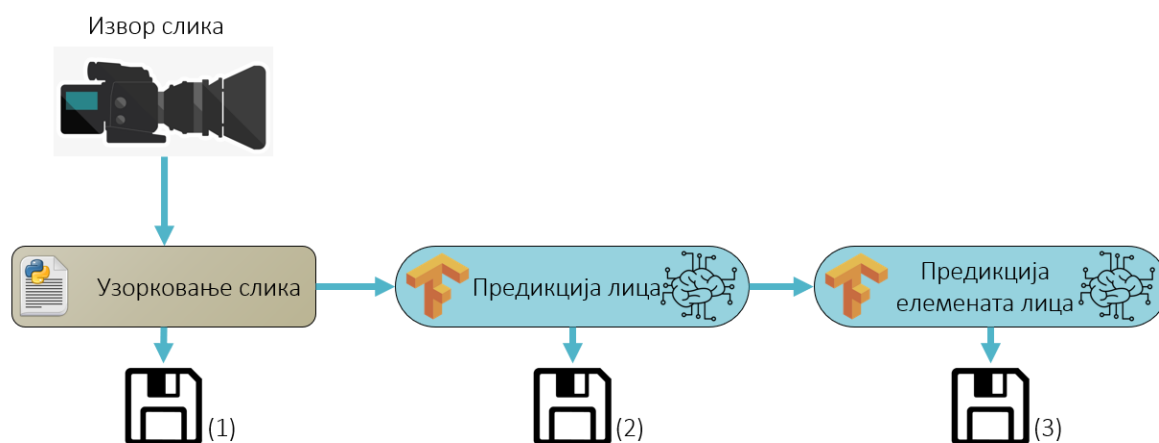 Извор слика
Узорковање слика
Предикција лица
Предикција
елемената лица
(1)
(2)
(3)